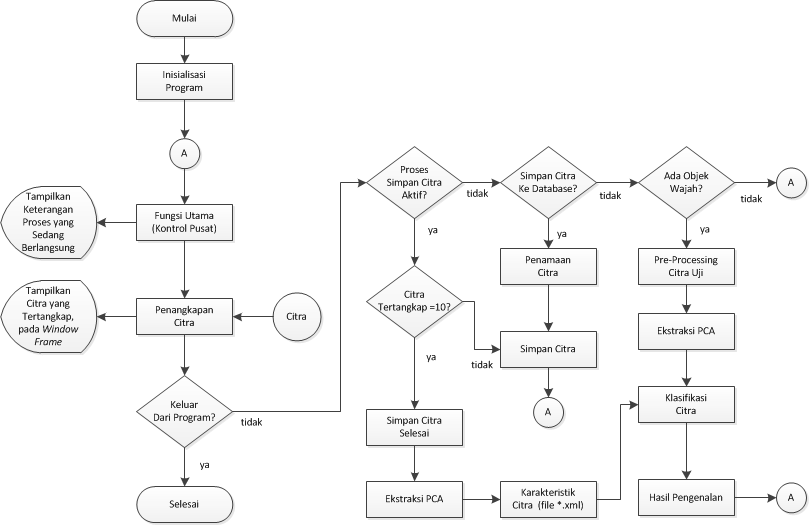 Mulai
Inisialisasi
Program
A
Tampilkan
Keterangan
Proses yang
Sedang
Berlangsung
Fungsi Utama
(Kontrol Pusat)
Tampilkan
Citra yang
Tertangkap,
pada Window
Frame
Penangkapan
Citra
Citra
Keluar
Dari Program?
tidak
ya
Selesai
Proses
Simpan Citra
Aktif?
tidak
ya
Citra
Tertangkap =10?
tidak
ya
Simpan Citra
Selesai
Ekstraksi PCA
Karakteristik
Citra (file *.xml)
Simpan Citra
Ke Database?
tidak
ya
Penamaan
Citra
Simpan Citra
A
Ada Objek
Wajah?
tidak
A
ya
Pre-Processing
Citra Uji
Ekstraksi PCA
Klasifikasi
Citra
Hasil Pengenalan
A